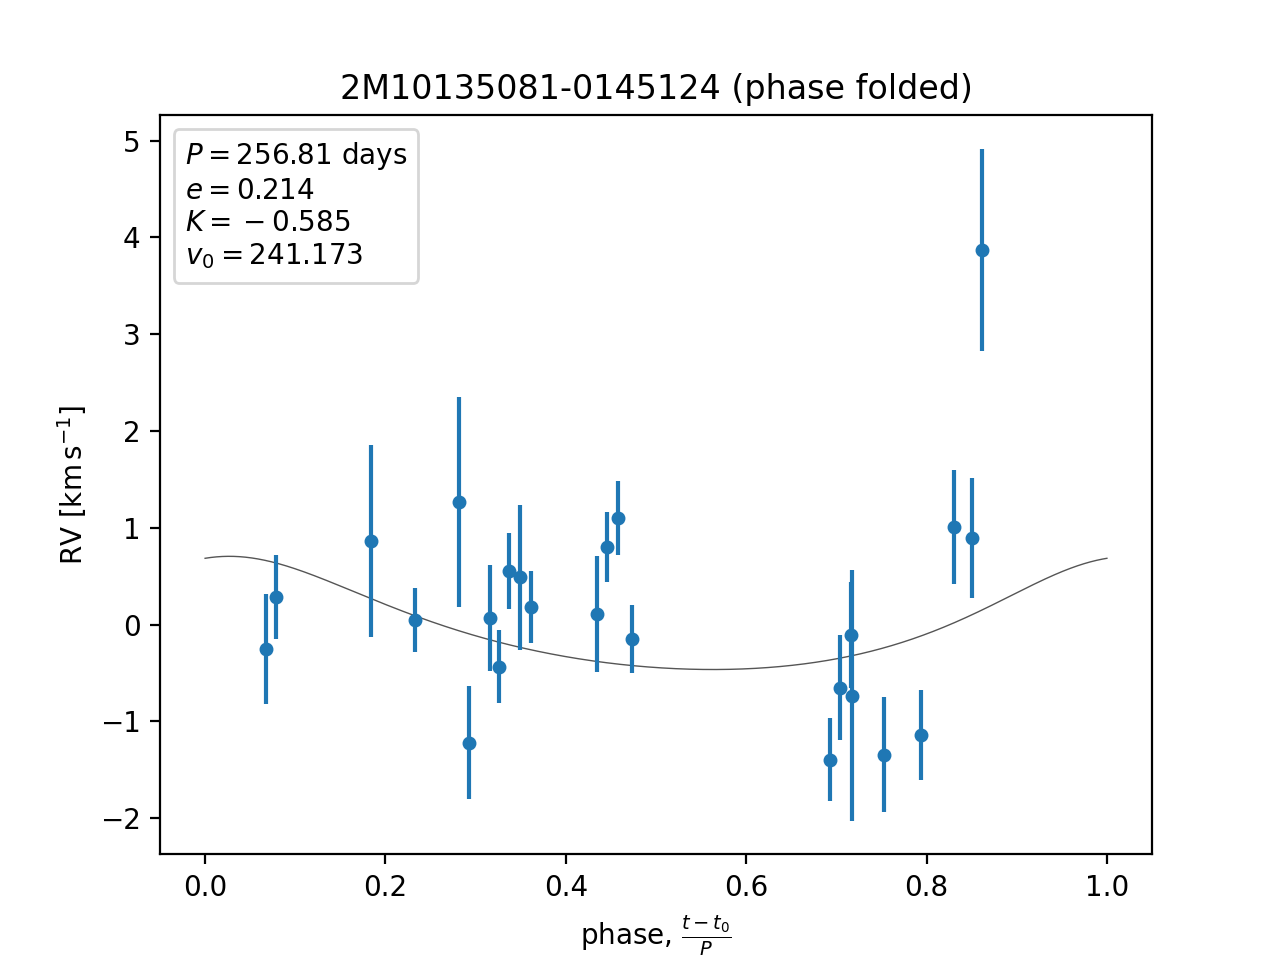 2M10135081-0145124 (phase folded)
P = 256.81 days
e = 0.214
K = −0.585
v₀ = 241.173
5
4
3
2
1
0
−1
−2
RV [km s⁻¹]
0.0 0.2 0.4 0.6 0.8 1.0
phase, (t − t₀)/P